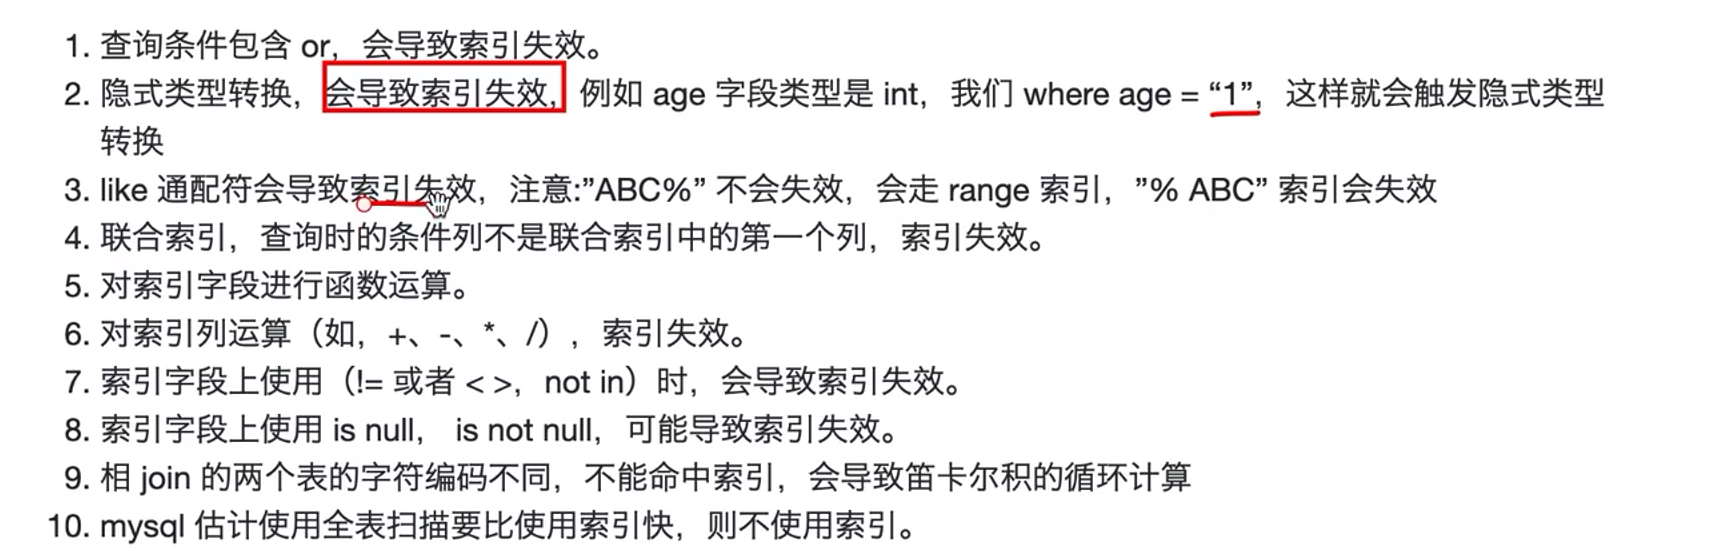 1. 查询条件包含 or，会导致索引失效。
2. 隐式类型转换，会导致索引失效，例如 age 字段类型是 int，我们 where age = “1”，这样就会触发隐式类型
转换
3. like 通配符会导致索引失效，注意:”ABC%” 不会失效，会走 range 索引，”% ABC” 索引会失效
4. 联合索引，查询时的条件列不是联合索引中的第一个列，索引失效。
5. 对索引字段进行函数运算。
6. 对索引列运算（如，+、-、*、/），索引失效。
7. 索引字段上使用（!= 或者 < >，not in）时，会导致索引失效。
8. 索引字段上使用 is null， is not null，可能导致索引失效。
9. 相 join 的两个表的字符编码不同，不能命中索引，会导致笛卡尔积的循环计算
10. mysql 估计使用全表扫描要比使用索引快，则不使用索引。